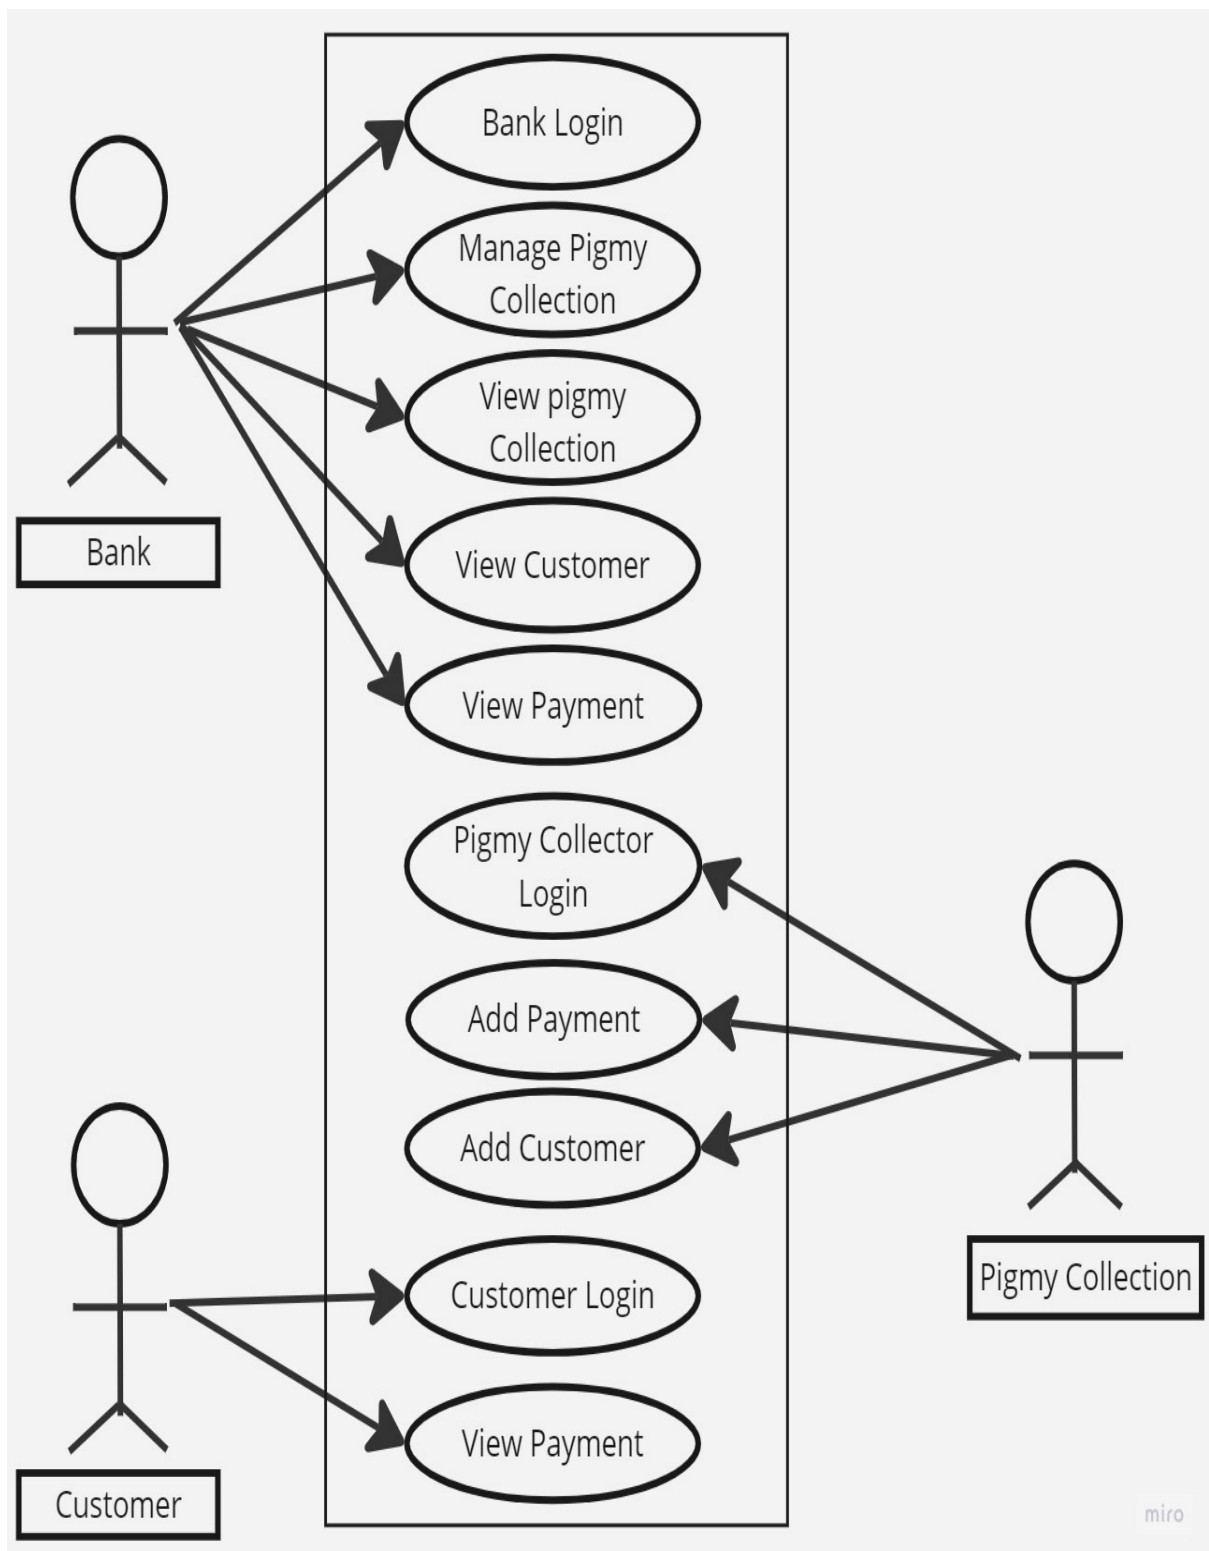 Bank Login
Manage Pigmy
Collection
View pigmy
Collection
Bank
View Customer
View Payment
Pigmy Collector
Login
Add Payment
Add Customer
Pigmy Collection
Customer Login
View Payment
Customer
miro